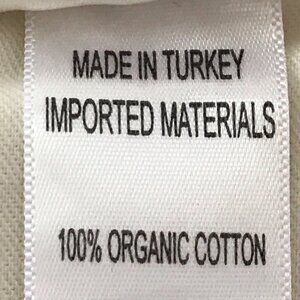 MADE IN TURKEY
IMPORTED MATERIALS
100% ORGANIC COTTON